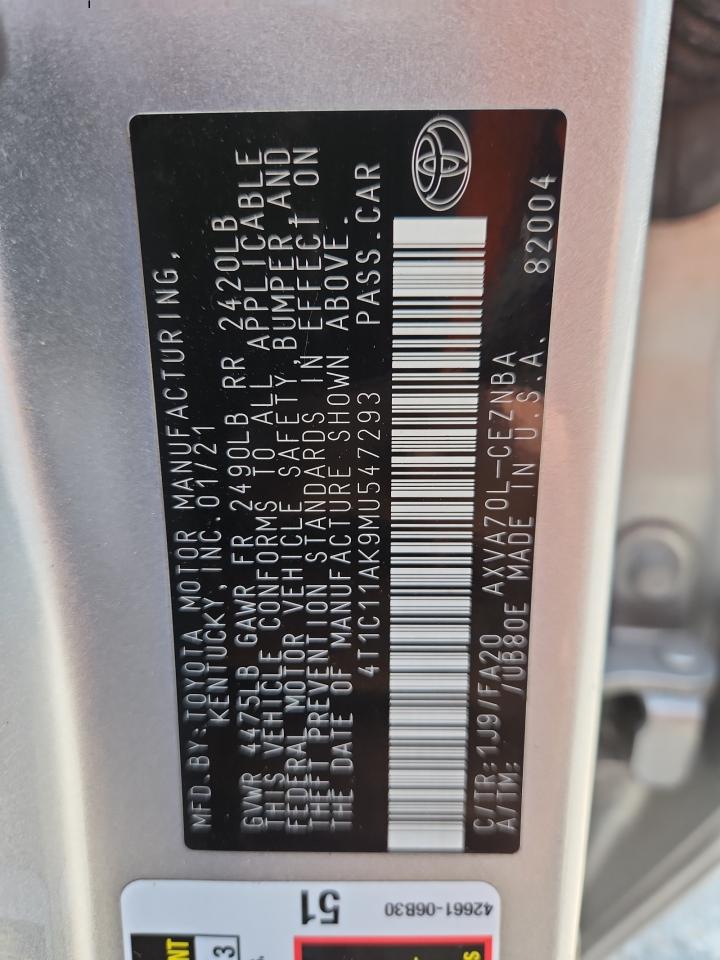 MFD.BY:TOYOTA MOTOR MANUFACTURING,
KENTUCKY, INC.01/21
GVWR 4475LB GAWR FR 2490LB RR 2420LB
THIS VEHICLE CONFORMS TO ALL APPLICABLE
FEDERAL MOTOR VEHICLE SAFETY,BUMPER,AND
THEFT PREVENTION STANDARDS IN EFFECT ON
THE DATE OF MANUFACTURE SHOWN ABOVE.
4T1C11AK9MU547293 PASS.CAR
C/TR:1J9/FA20 AXVA70L-CEZNBA
A/TM: /UB80E MADE IN U.S.A. 82004
51
42661-06B30
3